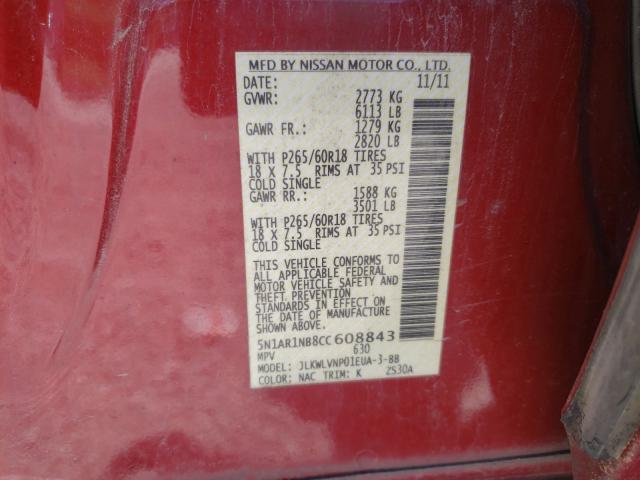 MFD BY NISSAN MOTOR CO., LTD.
DATE: 11/11
GVWR: 2773 KG
6113 LB
GAWR FR.: 1279 KG
2820 LB
WITH P265/60R18 TIRES
18 X 7.5 RIMS AT 35 PSI
COLD SINGLE
GAWR RR.: 1588 KG
3501 LB
WITH P265/60R18 TIRES
18 X 7.5 RIMS AT 35 PSI
COLD SINGLE
THIS VEHICLE CONFORMS TO
ALL APPLICABLE FEDERAL
MOTOR VEHICLE SAFETY AND
THEFT PREVENTION
STANDARDS IN EFFECT ON
THE DATE OF MANUFACTURE
SHOWN ABOVE.
5N1AR1NB8CC608843
MPV 630
MODEL: JLKWLVNP01EUA-3-BB
COLOR: NAC TRIM: K ZS30A